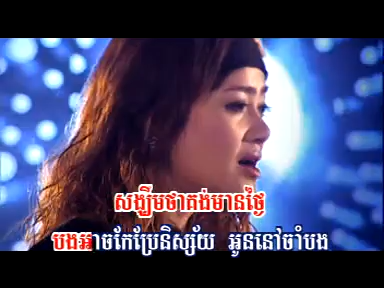 សង្ឃឹមថាគង់មានថ្ងៃ
បងអាចកែប្រែនិស្ស័យ អូននៅចាំបង